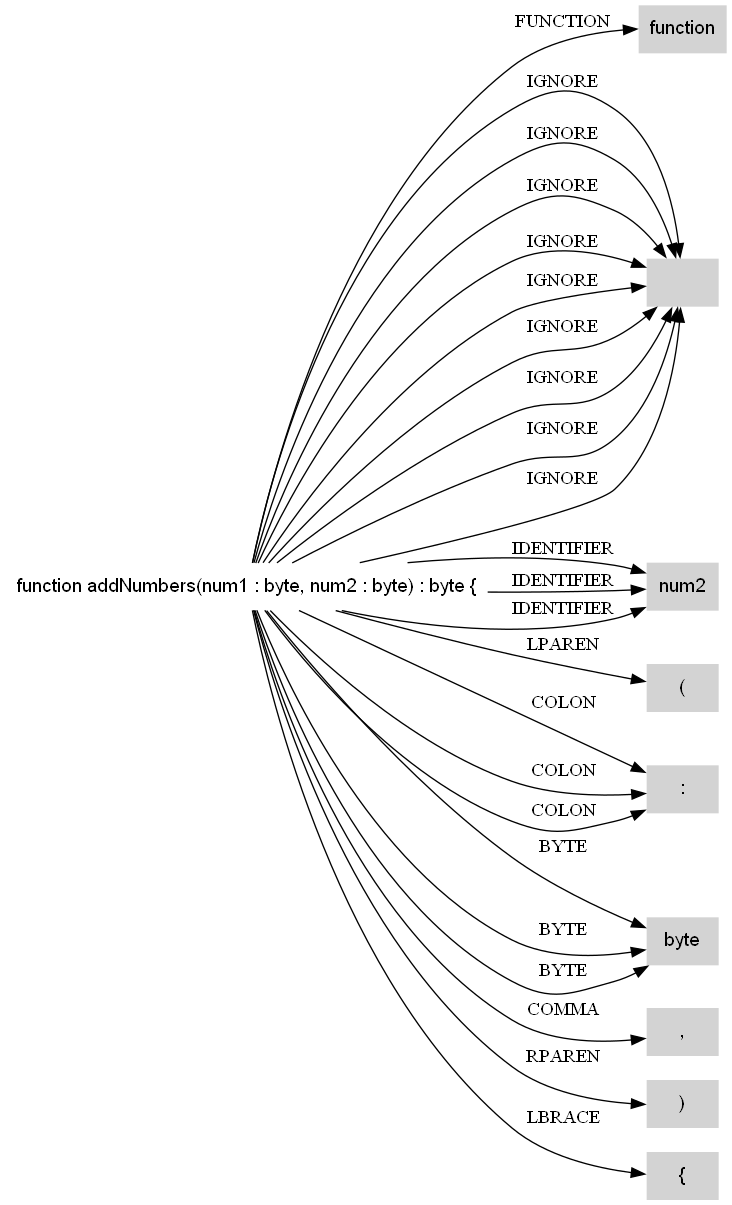 FUNCTION
function
IGNORE
IGNORE
IGNORE
IGNORE
IGNORE
IGNORE
IGNORE
IGNORE
IGNORE
function addNumbers(num1 : byte, num2 : byte) : byte {
IDENTIFIER
IDENTIFIER
IDENTIFIER
num2
LPAREN
(
COLON
COLON
COLON
:
BYTE
BYTE
BYTE
byte
COMMA
,
RPAREN
)
LBRACE
{